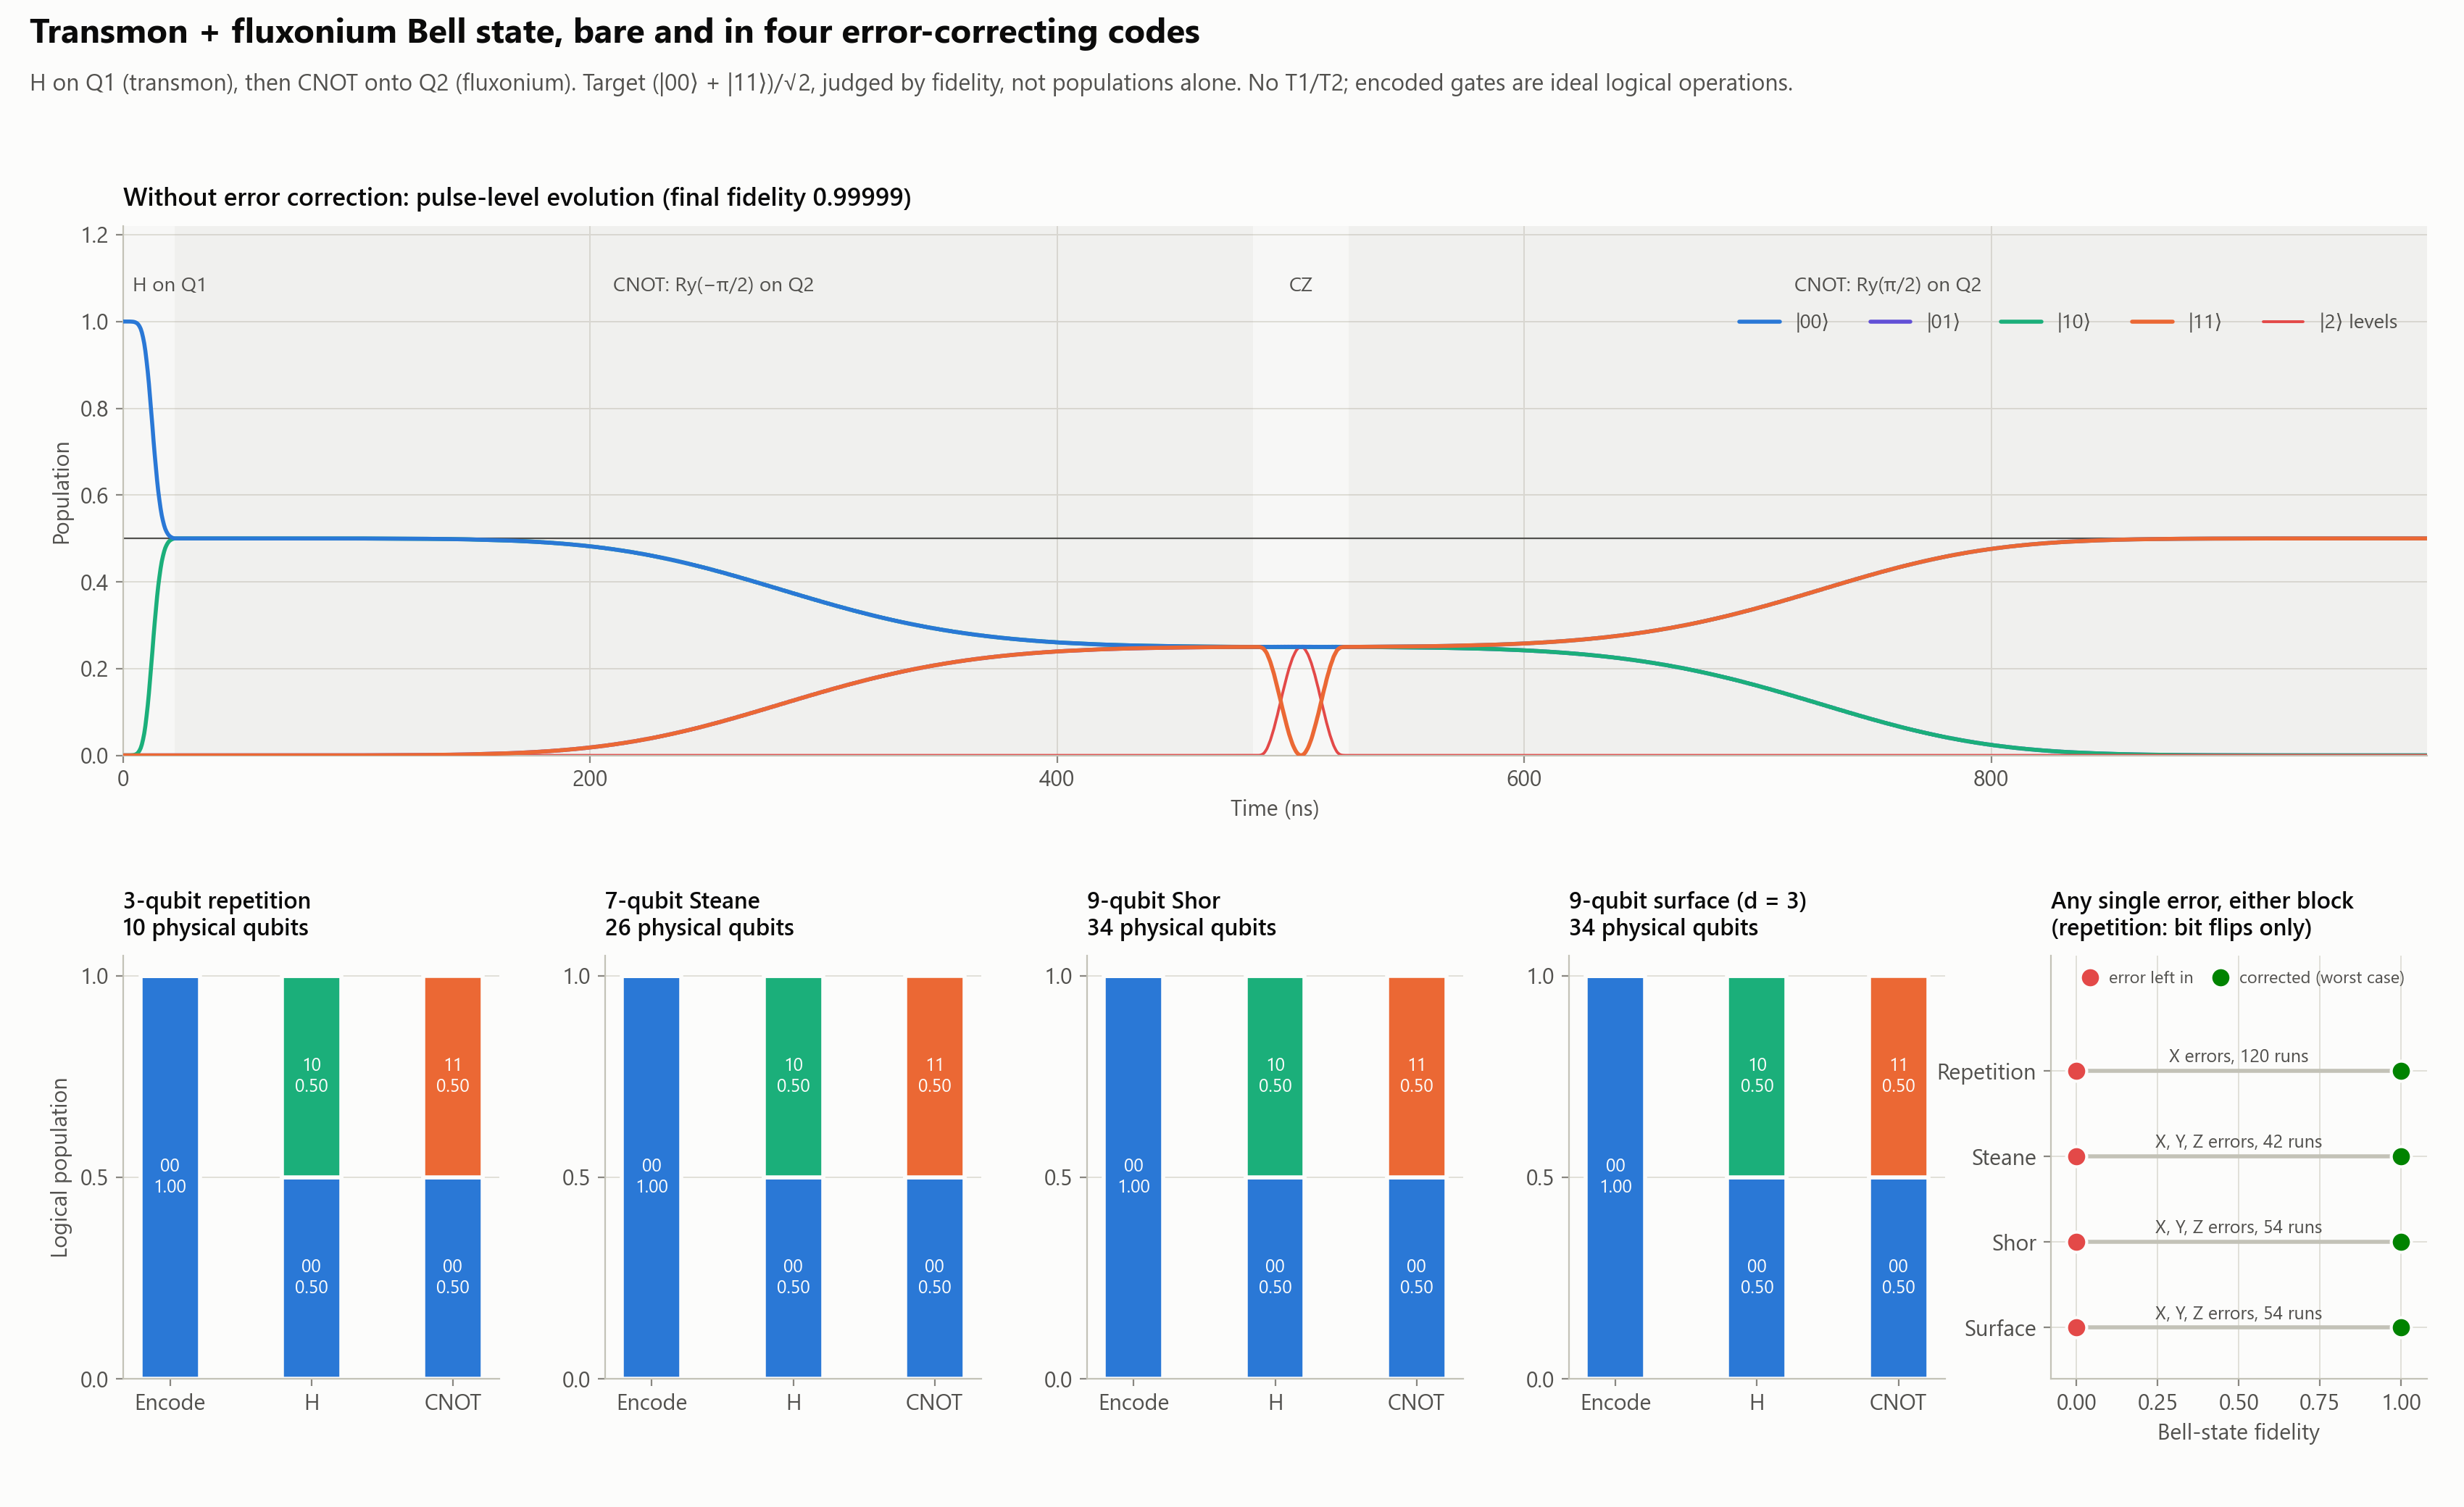 Transmon + fluxonium Bell state, bare and in four error-correcting codes
H on Q1 (transmon), then CNOT onto Q2 (fluxonium). Target (|00⟩ + |11⟩)/√2, judged by fidelity, not populations alone. No T1/T2; encoded gates are ideal logical operations.
Without error correction: pulse-level evolution (final fidelity 0.99999)
1.2
1.0
0.8
0.6
0.4
0.2
0.0
Population
H on Q1
CNOT: Ry(−π/2) on Q2
CZ
CNOT: Ry(π/2) on Q2
|00⟩ |01⟩ |10⟩ |11⟩ |2⟩ levels
0 200 400 600 800
Time (ns)
3-qubit repetition
10 physical qubits
1.0
0.5
0.0
Logical population
00
1.00
10
0.50
00
0.50
11
0.50
00
0.50
Encode H CNOT
7-qubit Steane
26 physical qubits
1.0
0.5
0.0
00
1.00
10
0.50
00
0.50
11
0.50
00
0.50
Encode H CNOT
9-qubit Shor
34 physical qubits
1.0
0.5
0.0
00
1.00
10
0.50
00
0.50
11
0.50
00
0.50
Encode H CNOT
9-qubit surface (d = 3)
34 physical qubits
1.0
0.5
0.0
00
1.00
10
0.50
00
0.50
11
0.50
00
0.50
Encode H CNOT
Any single error, either block
(repetition: bit flips only)
error left in corrected (worst case)
X errors, 120 runs
Repetition
X, Y, Z errors, 42 runs
Steane
X, Y, Z errors, 54 runs
Shor
X, Y, Z errors, 54 runs
Surface
0.00 0.25 0.50 0.75 1.00
Bell-state fidelity